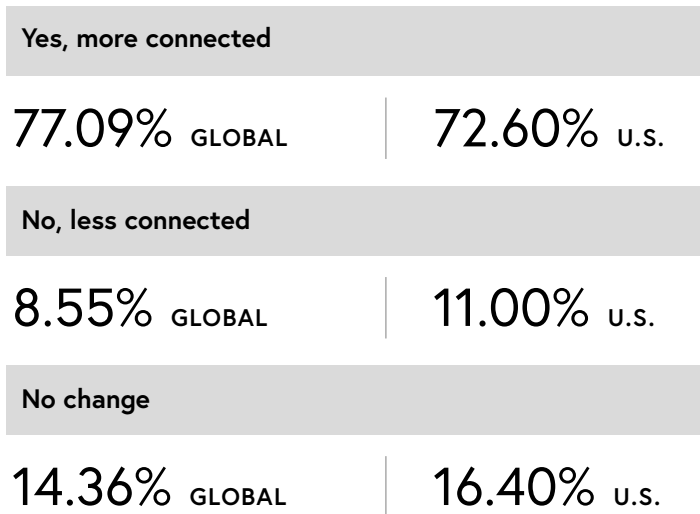 Yes, more connected
77.09% GLOBAL 72.60% U.S.
No, less connected
8.55% GLOBAL 11.00% U.S.
No change
14.36% GLOBAL 16.40% U.S.